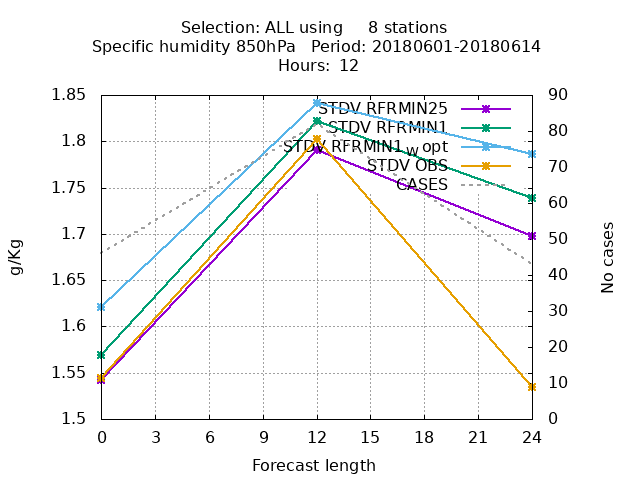 Selection: ALL using     8 stations
Specific humidity 850hPa   Period: 20180601-20180614
Hours:  12
1.85
1.8
1.75
1.7
1.65
1.6
1.55
1.5
g/Kg
STDV RFRMIN25
STDV RFRMIN1
STDV RFRMIN1_w opt
STDV OBS
CASES
90
80
70
60
50
40
30
20
10
0
No cases
0 3 6 9 12 15 18 21 24
Forecast length